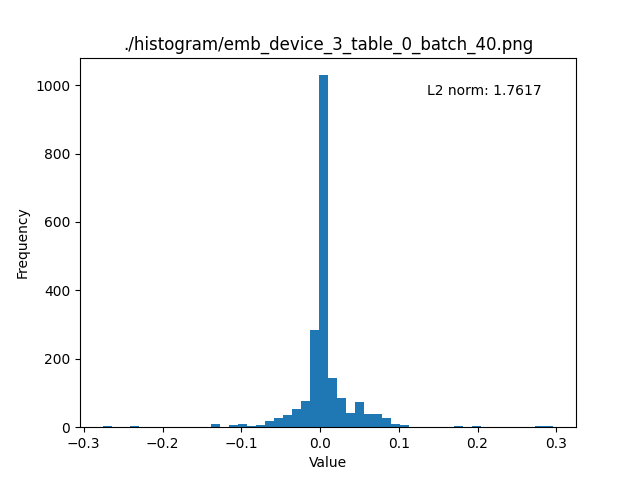 ./histogram/emb_device_3_table_0_batch_40.png
L2 norm: 1.7617
1000
800
600
400
200
0
Frequency
−0.3 −0.2 −0.1 0.0 0.1 0.2 0.3
Value